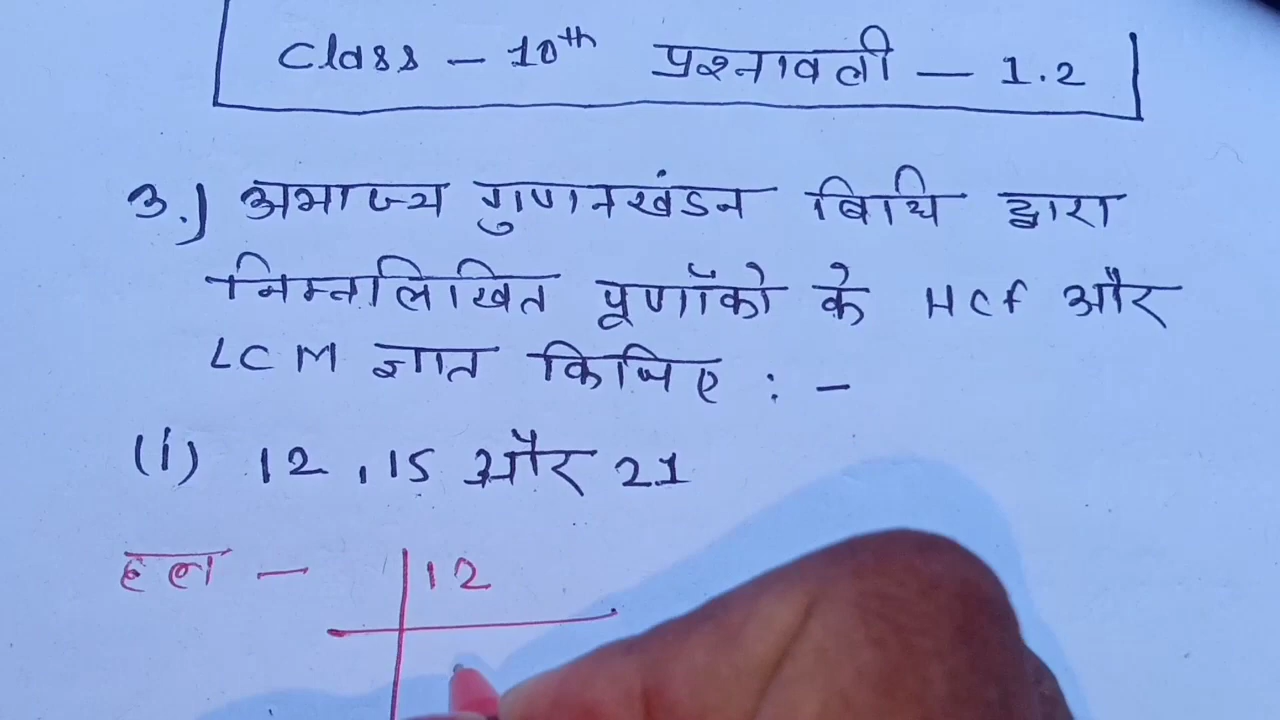 Class - 10th प्रश्नावली - 1.2
3.) अभाज्य गुणनखंडन बिधि द्वारा
निम्नलिखित पूर्णांको के HCf और
LCM ज्ञात किजिए : -
(i) 12, 15 और 21
हल - 12